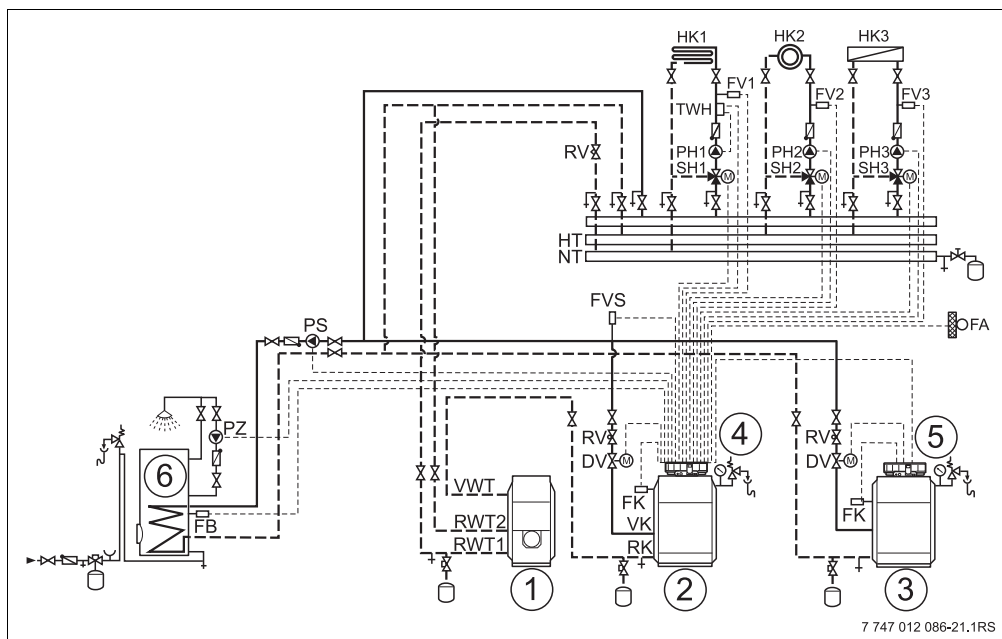 HK1 HK2 HK3
FV1 FV2 FV3
TWH
RV PH1 PH2 PH3
SH1 M SH2 M SH3 M
HT
NT
FVS
FA
PS
4
PZ RV RV 5
DV M DV M
6
VWT FK FK
FB RWT2 VK
RWT1 RK
1 2 3
7 747 012 086-21.1RS